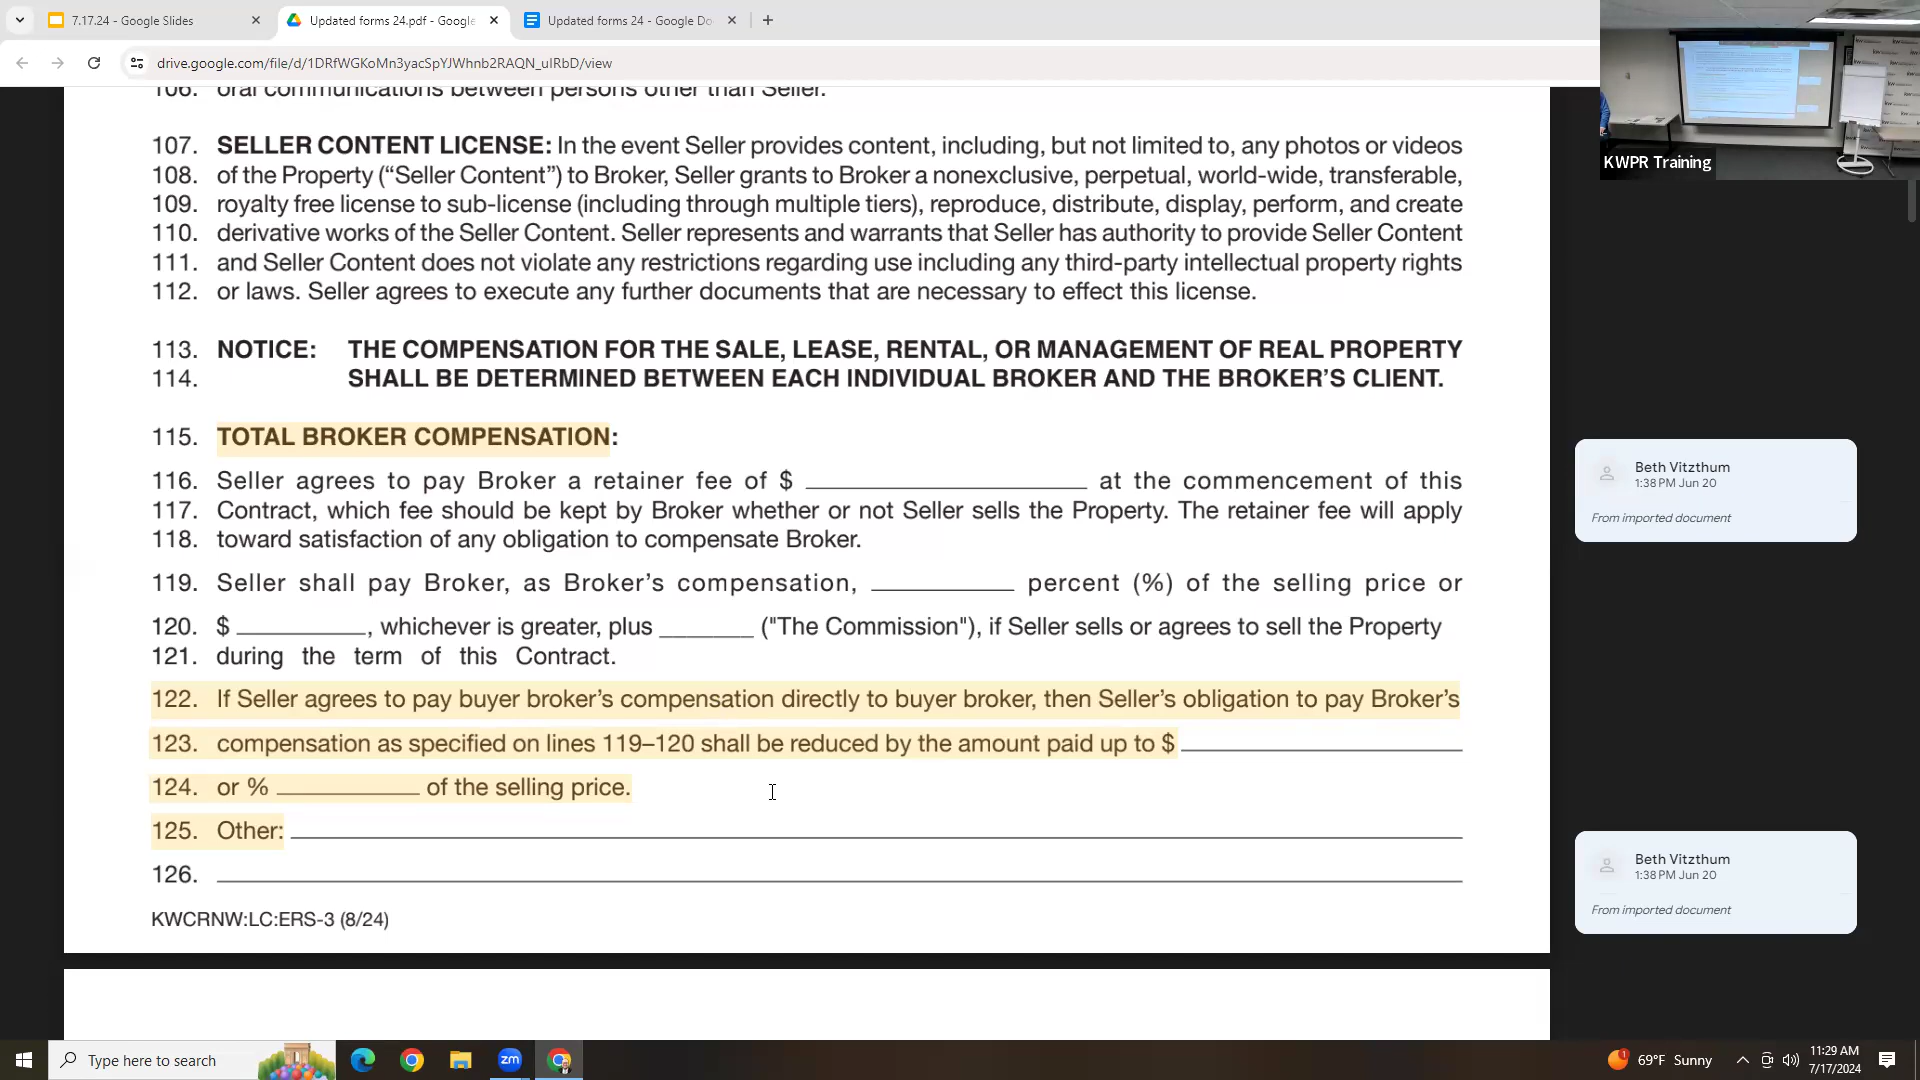 7.17.24 - Google Slides
Updated forms 24.pdf - Google
Updated forms 24 - Google Do
drive.google.com/file/d/1DRfWGKoMn3yacSpYJWhnb2RAQN_uIRbD/view
106. oral communications between persons other than Seller.
107. SELLER CONTENT LICENSE: In the event Seller provides content, including, but not limited to, any photos or videos
108. of the Property (“Seller Content”) to Broker, Seller grants to Broker a nonexclusive, perpetual, world-wide, transferable,
109. royalty free license to sub-license (including through multiple tiers), reproduce, distribute, display, perform, and create
110. derivative works of the Seller Content. Seller represents and warrants that Seller has authority to provide Seller Content
111. and Seller Content does not violate any restrictions regarding use including any third-party intellectual property rights
112. or laws. Seller agrees to execute any further documents that are necessary to effect this license.
113. NOTICE: THE COMPENSATION FOR THE SALE, LEASE, RENTAL, OR MANAGEMENT OF REAL PROPERTY
114. SHALL BE DETERMINED BETWEEN EACH INDIVIDUAL BROKER AND THE BROKER’S CLIENT.
115. TOTAL BROKER COMPENSATION:
116. Seller agrees to pay Broker a retainer fee of $ ____________________ at the commencement of this
117. Contract, which fee should be kept by Broker whether or not Seller sells the Property. The retainer fee will apply
118. toward satisfaction of any obligation to compensate Broker.
119. Seller shall pay Broker, as Broker’s compensation, __________ percent (%) of the selling price or
120. $ _________, whichever is greater, plus _______ ("The Commission"), if Seller sells or agrees to sell the Property
121. during the term of this Contract.
122. If Seller agrees to pay buyer broker’s compensation directly to buyer broker, then Seller’s obligation to pay Broker’s
123. compensation as specified on lines 119–120 shall be reduced by the amount paid up to $ ____________________
124. or % __________ of the selling price.
125. Other: ____________________
126. ____________________
KWCRNW:LC:ERS-3 (8/24)
KWPR Training
Beth Vitzthum
1:38 PM Jun 20
From imported document
Beth Vitzthum
1:38 PM Jun 20
From imported document
Type here to search
zm
69°F Sunny
11:29 AM
7/17/2024